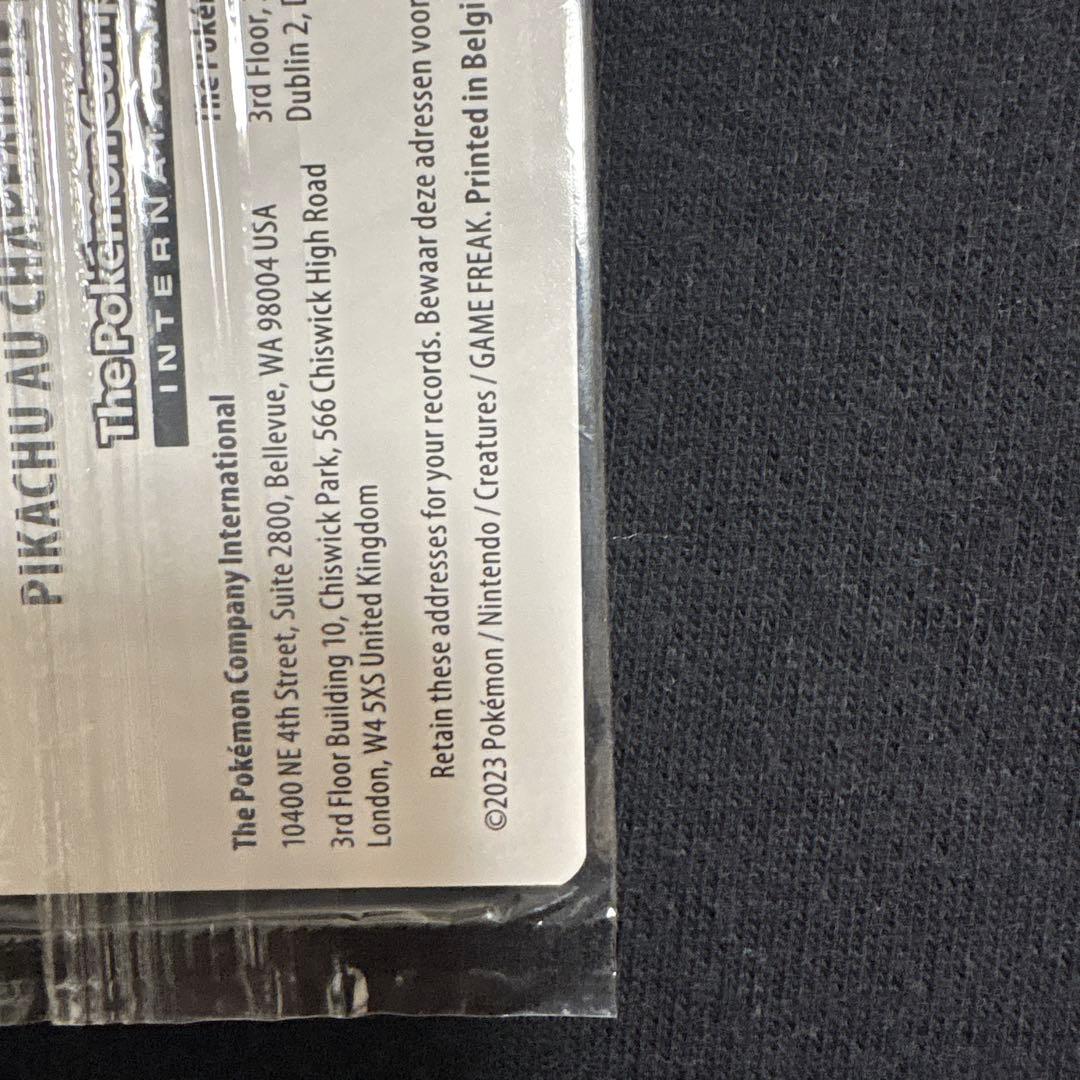 PIKACHU AU
The Pokémon
INTERNATIONAL
The Pokémon Company International
10400 NE 4th Street, Suite 2800, Bellevue, WA 98004 USA
3rd Floor Building 10, Chiswick Park, 566 Chiswick High Road
London, W4 5XS United Kingdom
The
3rd Floor,
Dublin 2,
Retain these addresses for your records. Bewaar deze adressen voor
©2023 Pokémon / Nintendo / Creatures / GAME FREAK. Printed in Belgi